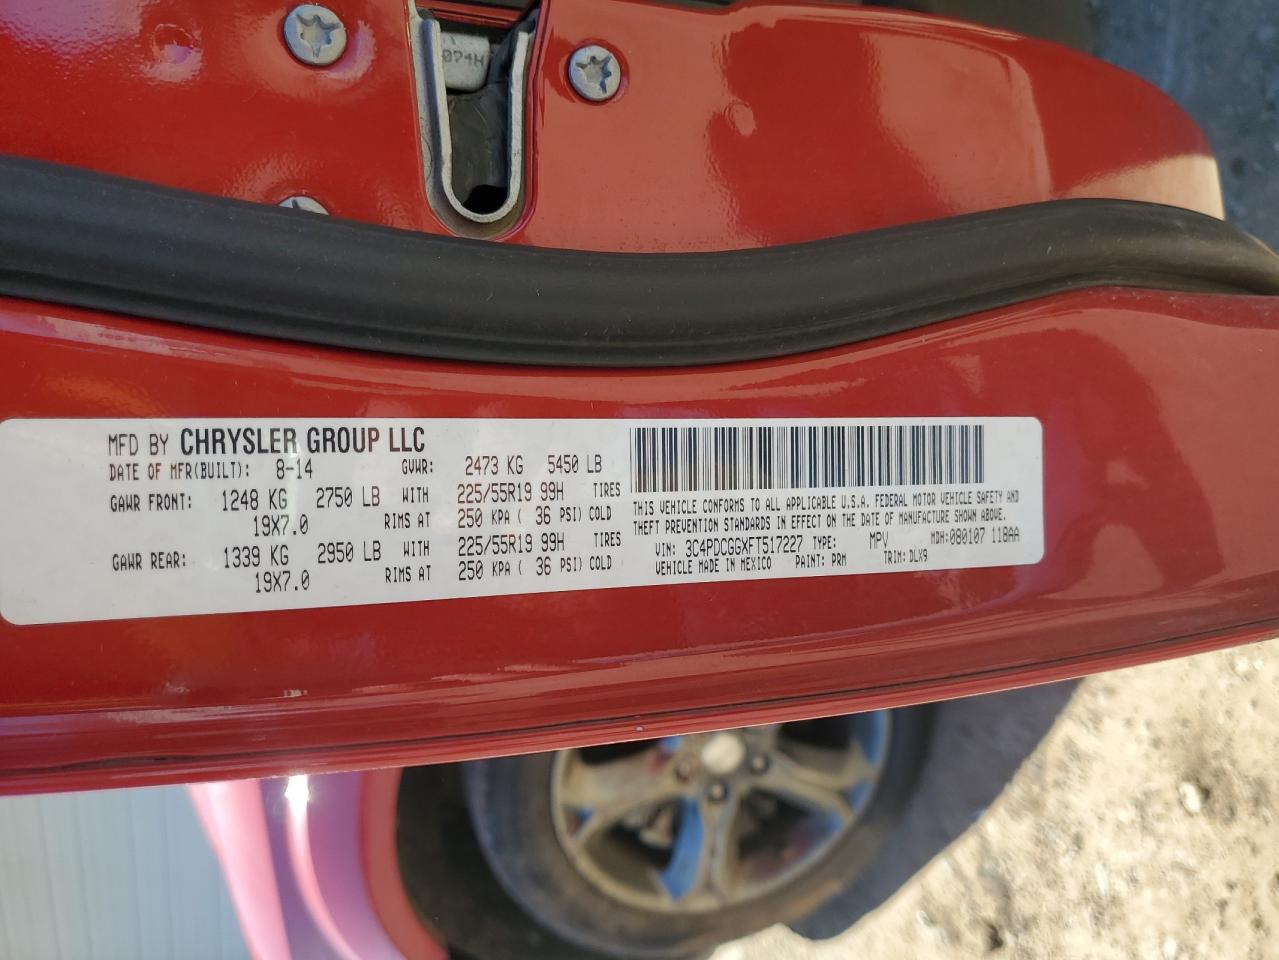 074H
MFD BY CHRYSLER GROUP LLC
DATE OF MFR(BUILT): 8-14 GVWR: 2473 KG 5450 LB
GAWR FRONT: 1248 KG 2750 LB WITH 225/55R19 99H TIRES
19X7.0 RIMS AT 250 KPA ( 36 PSI) COLD
GAWR REAR: 1339 KG 2950 LB WITH 225/55R19 99H TIRES
19X7.0 RIMS AT 250 KPA ( 36 PSI) COLD
THIS VEHICLE CONFORMS TO ALL APPLICABLE U.S.A. FEDERAL MOTOR VEHICLE SAFETY AND
THEFT PREVENTION STANDARDS IN EFFECT ON THE DATE OF MANUFACTURE SHOWN ABOVE.
VIN: 3C4PDCGGXFT517227 TYPE: MPV MDH: 080107 118AA
VEHICLE MADE IN MEXICO PAINT: PRM TRIM: DLX9